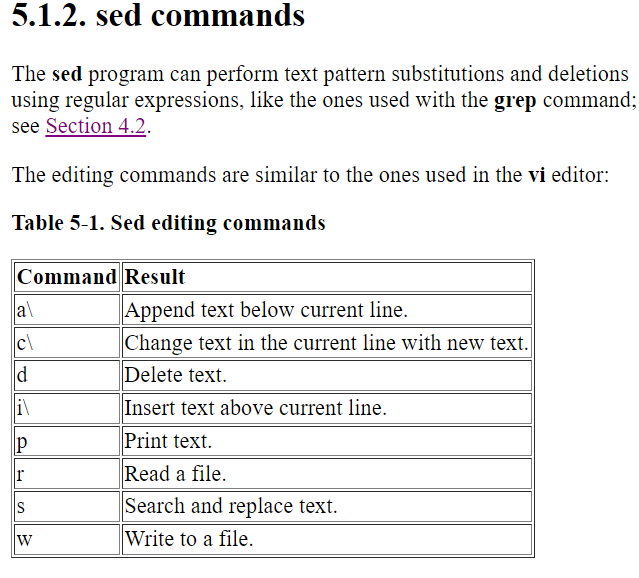 5.1.2. sed commands
The sed program can perform text pattern substitutions and deletions
using regular expressions, like the ones used with the grep command;
see Section 4.2.
The editing commands are similar to the ones used in the vi editor:
Table 5-1. Sed editing commands
Command Result
a\ Append text below current line.
c\ Change text in the current line with new text.
d Delete text.
i\ Insert text above current line.
p Print text.
r Read a file.
s Search and replace text.
w Write to a file.